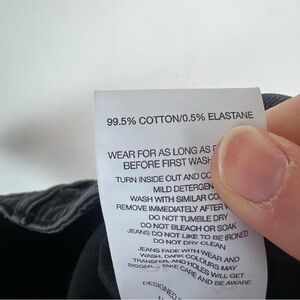 99.5% COTTON/0.5% ELASTANE
WEAR FOR AS LONG AS
BEFORE FIRST WASH
TURN INSIDE OUT AND
MILD DETERGEN
WASH WITH SIMILAR CO
REMOVE IMMEDIATELY AFTER W
DO NOT TUMBLE DRY
DO NOT BLEACH OR SOAK
JEANS DO NOT LIKE TO BE IRONED
DO NOT DRY CLEAN
JEANS FADE WITH WEAR AND
WASH. DARK COLOURS MAY
TRANSFER, AND HOLES WILL GET
BIGGER... TAKE CARE AND BE AWARE
DESIGNED